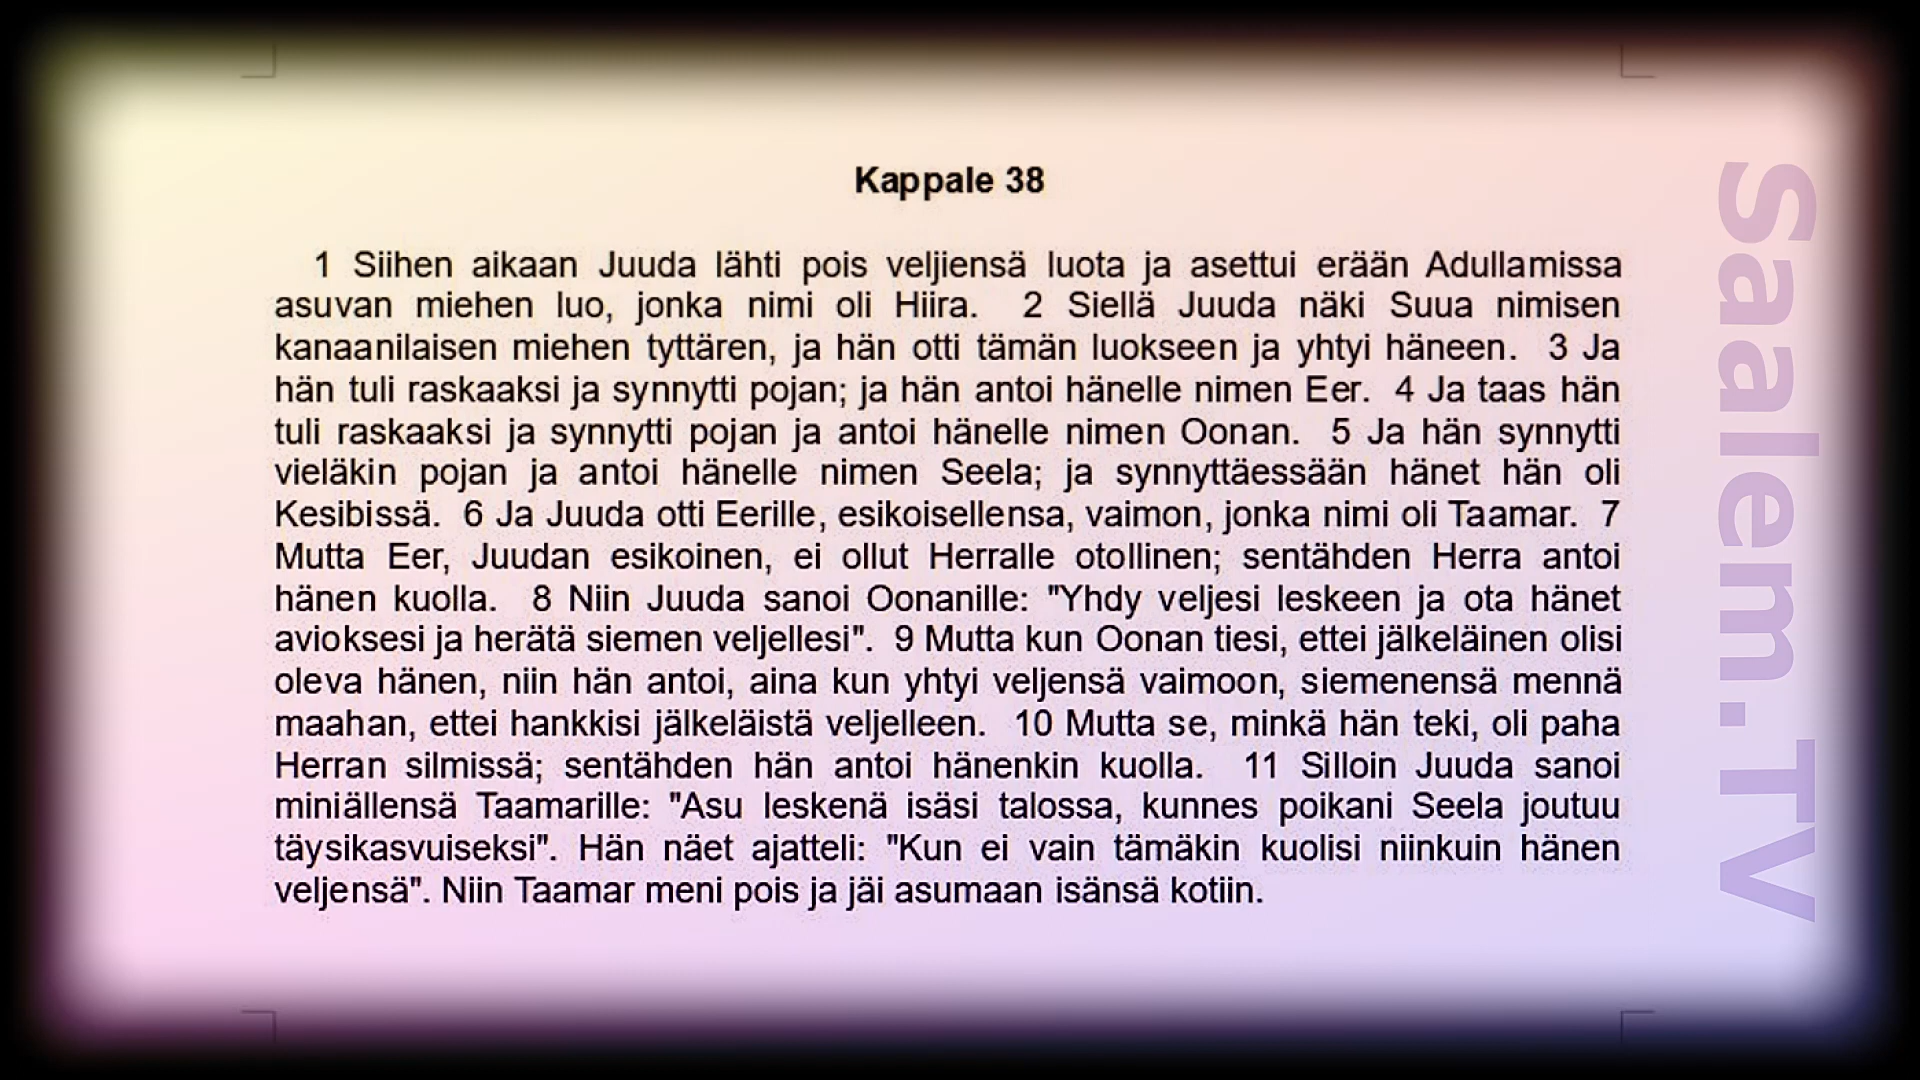 Kappale 38
1 Siihen aikaan Juuda lähti pois veljiensä luota ja asettui erään Adullamissa
asuvan miehen luo, jonka nimi oli Hiira. 2 Siellä Juuda näki Suua nimisen
kanaanilaisen miehen tyttären, ja hän otti tämän luokseen ja yhtyi häneen. 3 Ja
hän tuli raskaaksi ja synnytti pojan; ja hän antoi hänelle nimen Eer. 4 Ja taas hän
tuli raskaaksi ja synnytti pojan ja antoi hänelle nimen Oonan. 5 Ja hän synnytti
vieläkin pojan ja antoi hänelle nimen Seela; ja synnyttäessään hänet hän oli
Kesibissä. 6 Ja Juuda otti Eerille, esikoisellensa, vaimon, jonka nimi oli Taamar. 7
Mutta Eer, Juudan esikoinen, ei ollut Herralle otollinen; sentähden Herra antoi
hänen kuolla. 8 Niin Juuda sanoi Oonanille: "Yhdy veljesi leskeen ja ota hänet
avioksesi ja herätä siemen veljellesi". 9 Mutta kun Oonan tiesi, ettei jälkeläinen olisi
oleva hänen, niin hän antoi, aina kun yhtyi veljensä vaimoon, siemenensä mennä
maahan, ettei hankkisi jälkeläistä veljelleen. 10 Mutta se, minkä hän teki, oli paha
Herran silmissä; sentähden hän antoi hänenkin kuolla. 11 Silloin Juuda sanoi
miniällensä Taamarille: "Asu leskenä isäsi talossa, kunnes poikani Seela joutuu
täysikasvuiseksi". Hän näet ajatteli: "Kun ei vain tämäkin kuolisi niinkuin hänen
veljensä". Niin Taamar meni pois ja jäi asumaan isänsä kotiin.
Saalem.TV